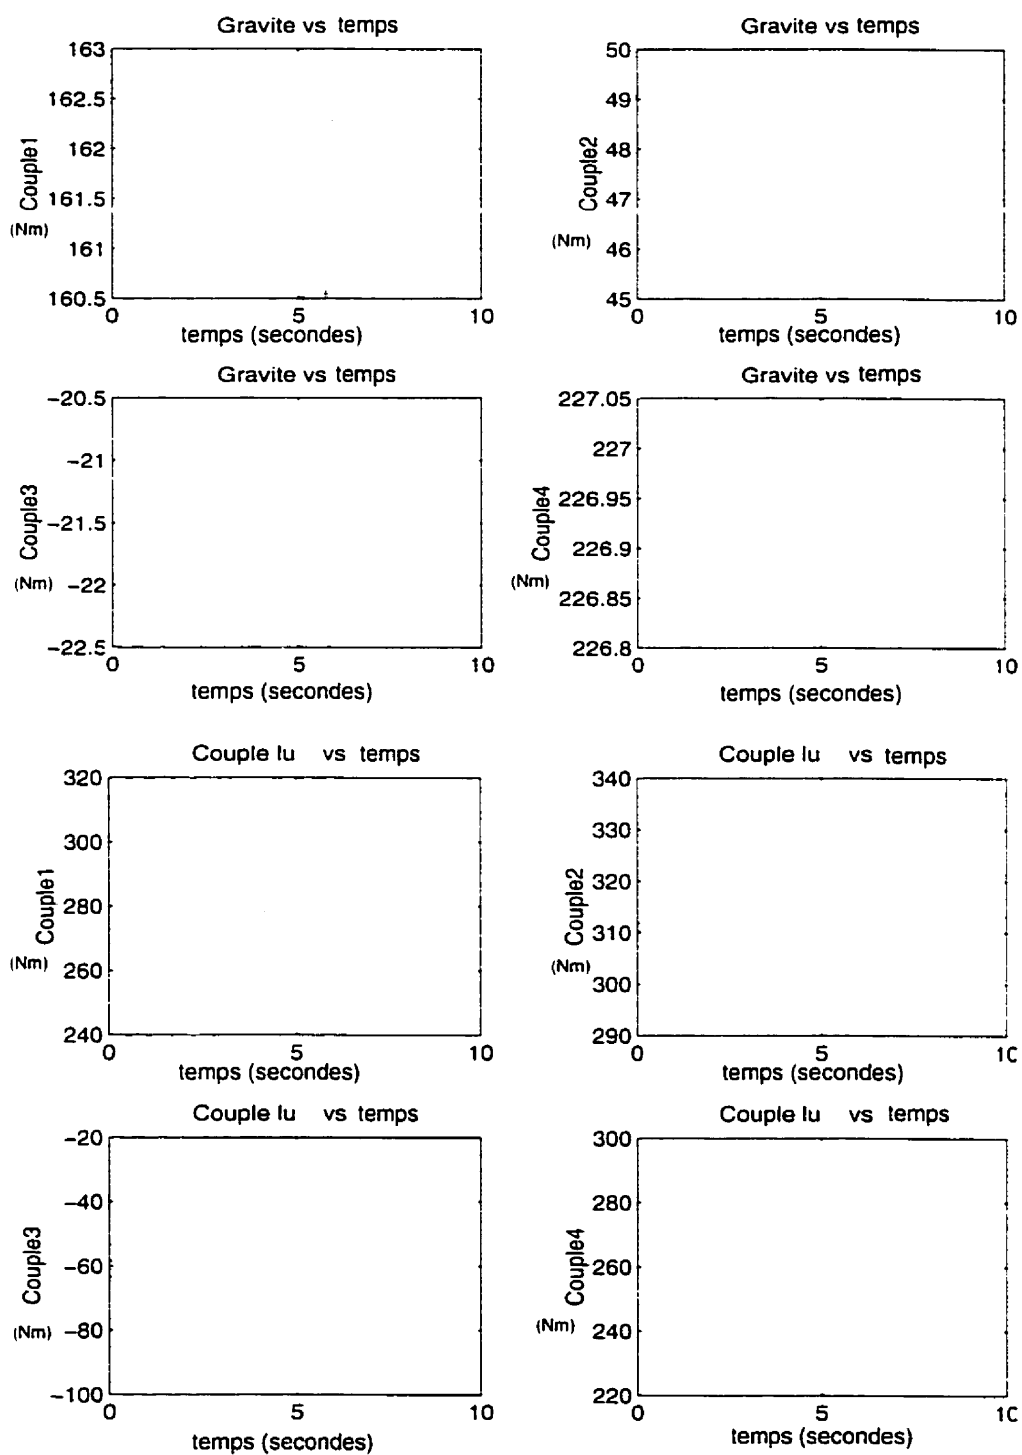 Gravite vs temps
163
162.5
162
161.5
161
160.5
Couple1
(Nm)
0 5 10
temps (secondes)
Gravite vs temps
50
49
48
47
46
45
Couple2
(Nm)
0 5 10
temps (secondes)
Gravite vs temps
-20.5
-21
-21.5
-22
-22.5
Couple3
(Nm)
0 5 10
temps (secondes)
Gravite vs temps
227.05
227
226.95
226.9
226.85
226.8
Couple4
(Nm)
0 5 10
temps (secondes)
Couple lu vs temps
320
300
280
260
240
Couple1
(Nm)
0 5 10
temps (secondes)
Couple lu vs temps
340
330
320
310
300
290
Couple2
(Nm)
0 5 10
temps (secondes)
Couple lu vs temps
-20
-40
-60
-80
-100
Couple3
(Nm)
0 5 10
temps (secondes)
Couple lu vs temps
300
280
260
240
220
Couple4
(Nm)
0 5 10
temps (secondes)